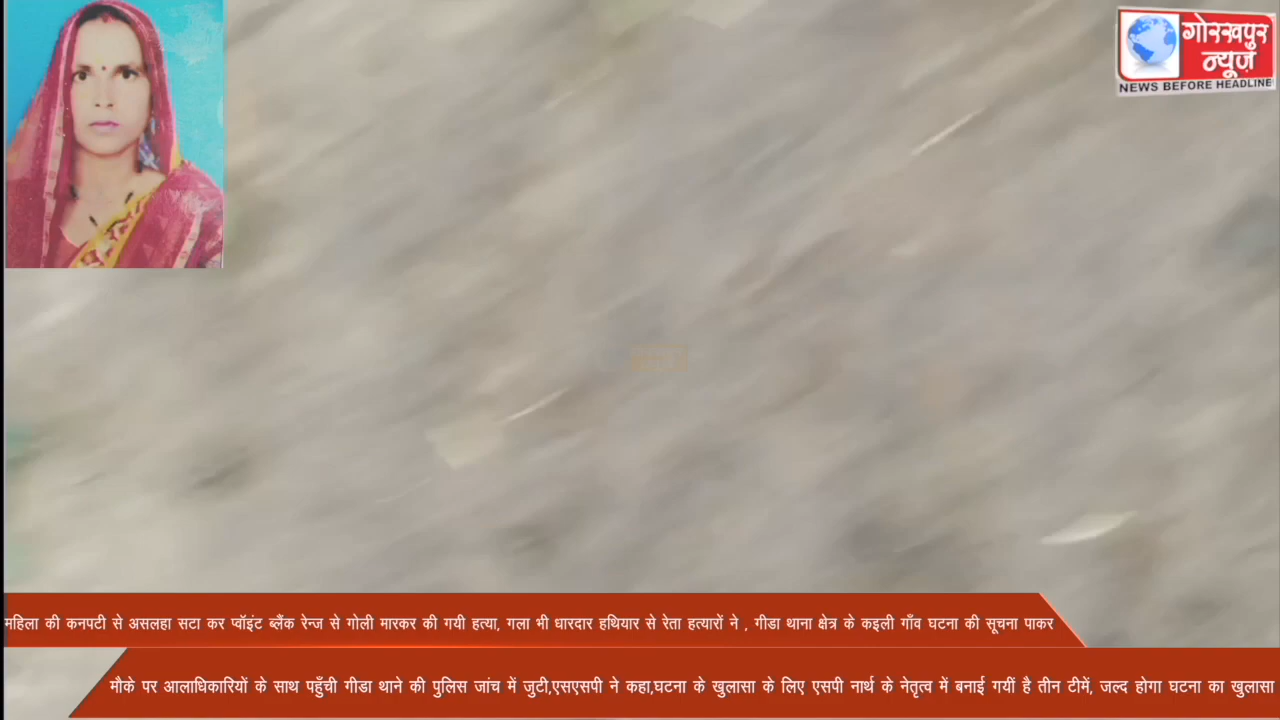 गोरखपुर
न्यूज़
NEWS BEFORE HEADLINE
महिला की कनपटी से असलहा सटा कर प्वॉइंट ब्लैंक रेन्ज से गोली मारकर की गयी हत्या, गला भी धारदार हथियार से रेता हत्यारों ने , गीडा थाना क्षेत्र के कइली गाँव घटना की सूचना पाकर
मौके पर आलाधिकारियों के साथ पहुँची गीडा थाने की पुलिस जांच में जुटी,एसएसपी ने कहा,घटना के खुलासा के लिए एसपी नार्थ के नेतृत्व में बनाई गयीं है तीन टीमें, जल्द होगा घटना का खुलासा